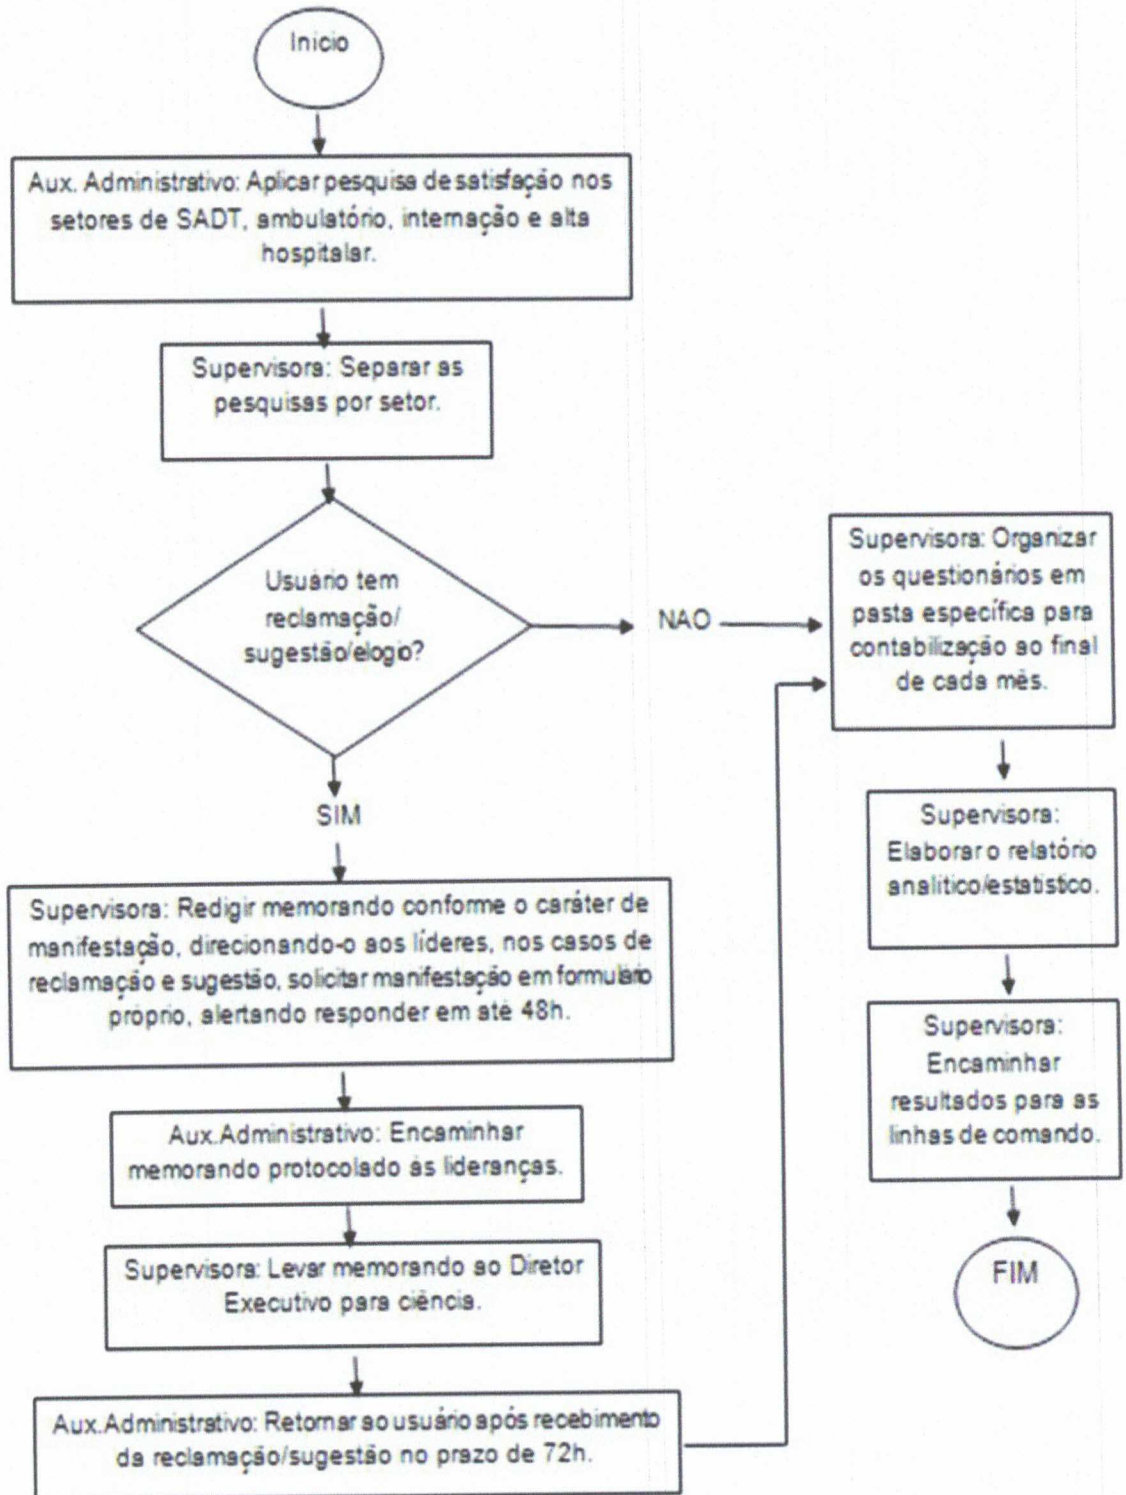 Inicio
Aux. Administrativo: Aplicar pesquisa de satisfação nos
setores de SADT, ambulatório, internação e alta
hospitalar.
Supervisora: Separar as
pesquisas por setor.
Usuário tem
reclamação/
sugestão/elogio?
NAO
SIM
Supervisora: Redigir memorando conforme o caráter de
manifestação, direcionando-o aos líderes, nos casos de
reclamação e sugestão, solicitar manifestação em formulário
próprio, alertando responder em até 48h.
Aux.Administrativo: Encaminhar
memorando protocolado às lideranças.
Supervisora: Levar memorando ao Diretor
Executivo para ciência.
Aux.Administrativo: Retornar ao usuário após recebimento
da reclamação/sugestão no prazo de 72h.
Supervisora: Organizar
os questionários em
pasta específica para
contabilização ao final
de cada mês.
Supervisora:
Elaborar o relatório
analítico/estatístico.
Supervisora:
Encaminhar
resultados para as
linhas de comando.
FIM